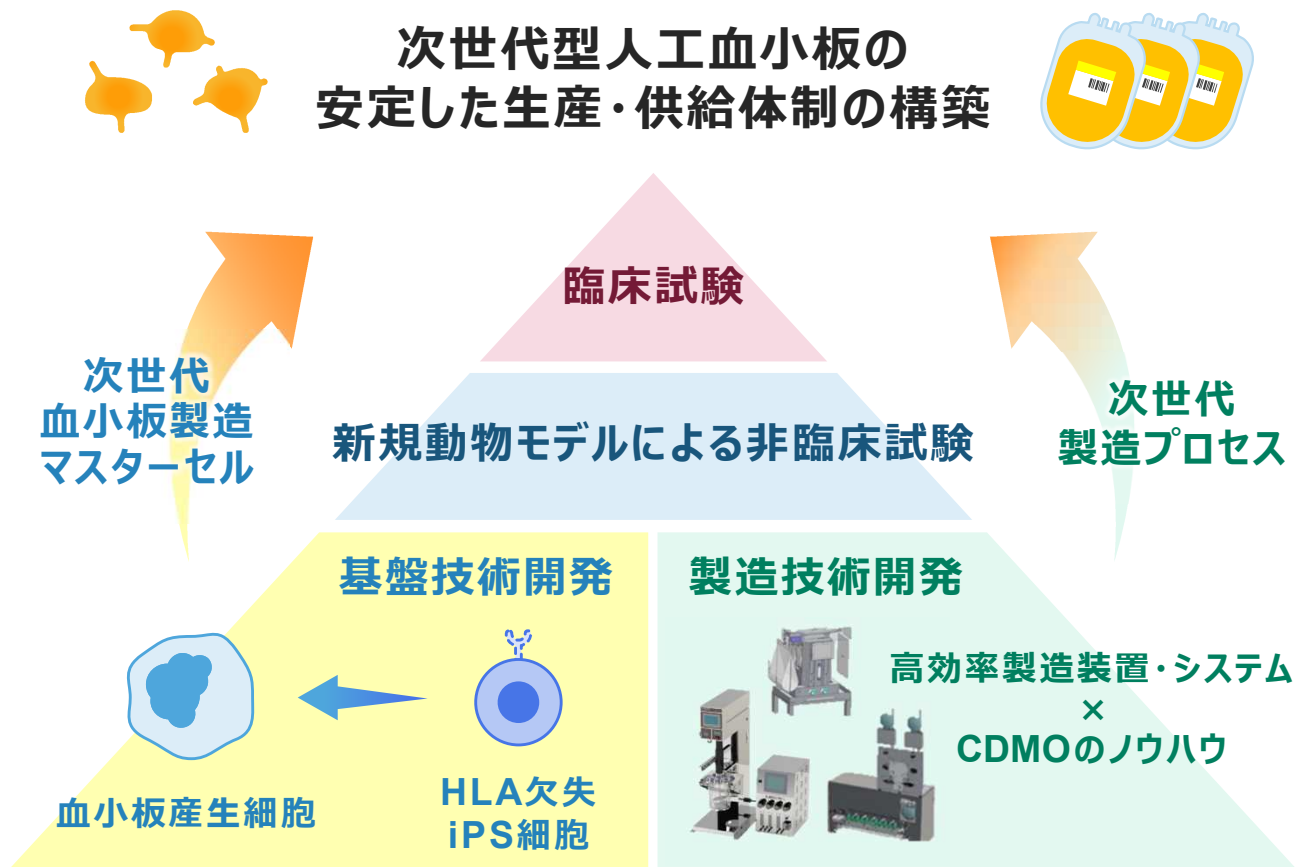 次世代型人工血小板の
安定した生産・供給体制の構築
臨床試験
次世代
血小板製造
マスターセル
新規動物モデルによる非臨床試験
次世代
製造プロセス
基盤技術開発
製造技術開発
高効率製造装置・システム
×
CDMOのノウハウ
血小板産生細胞
HLA欠失
iPS細胞